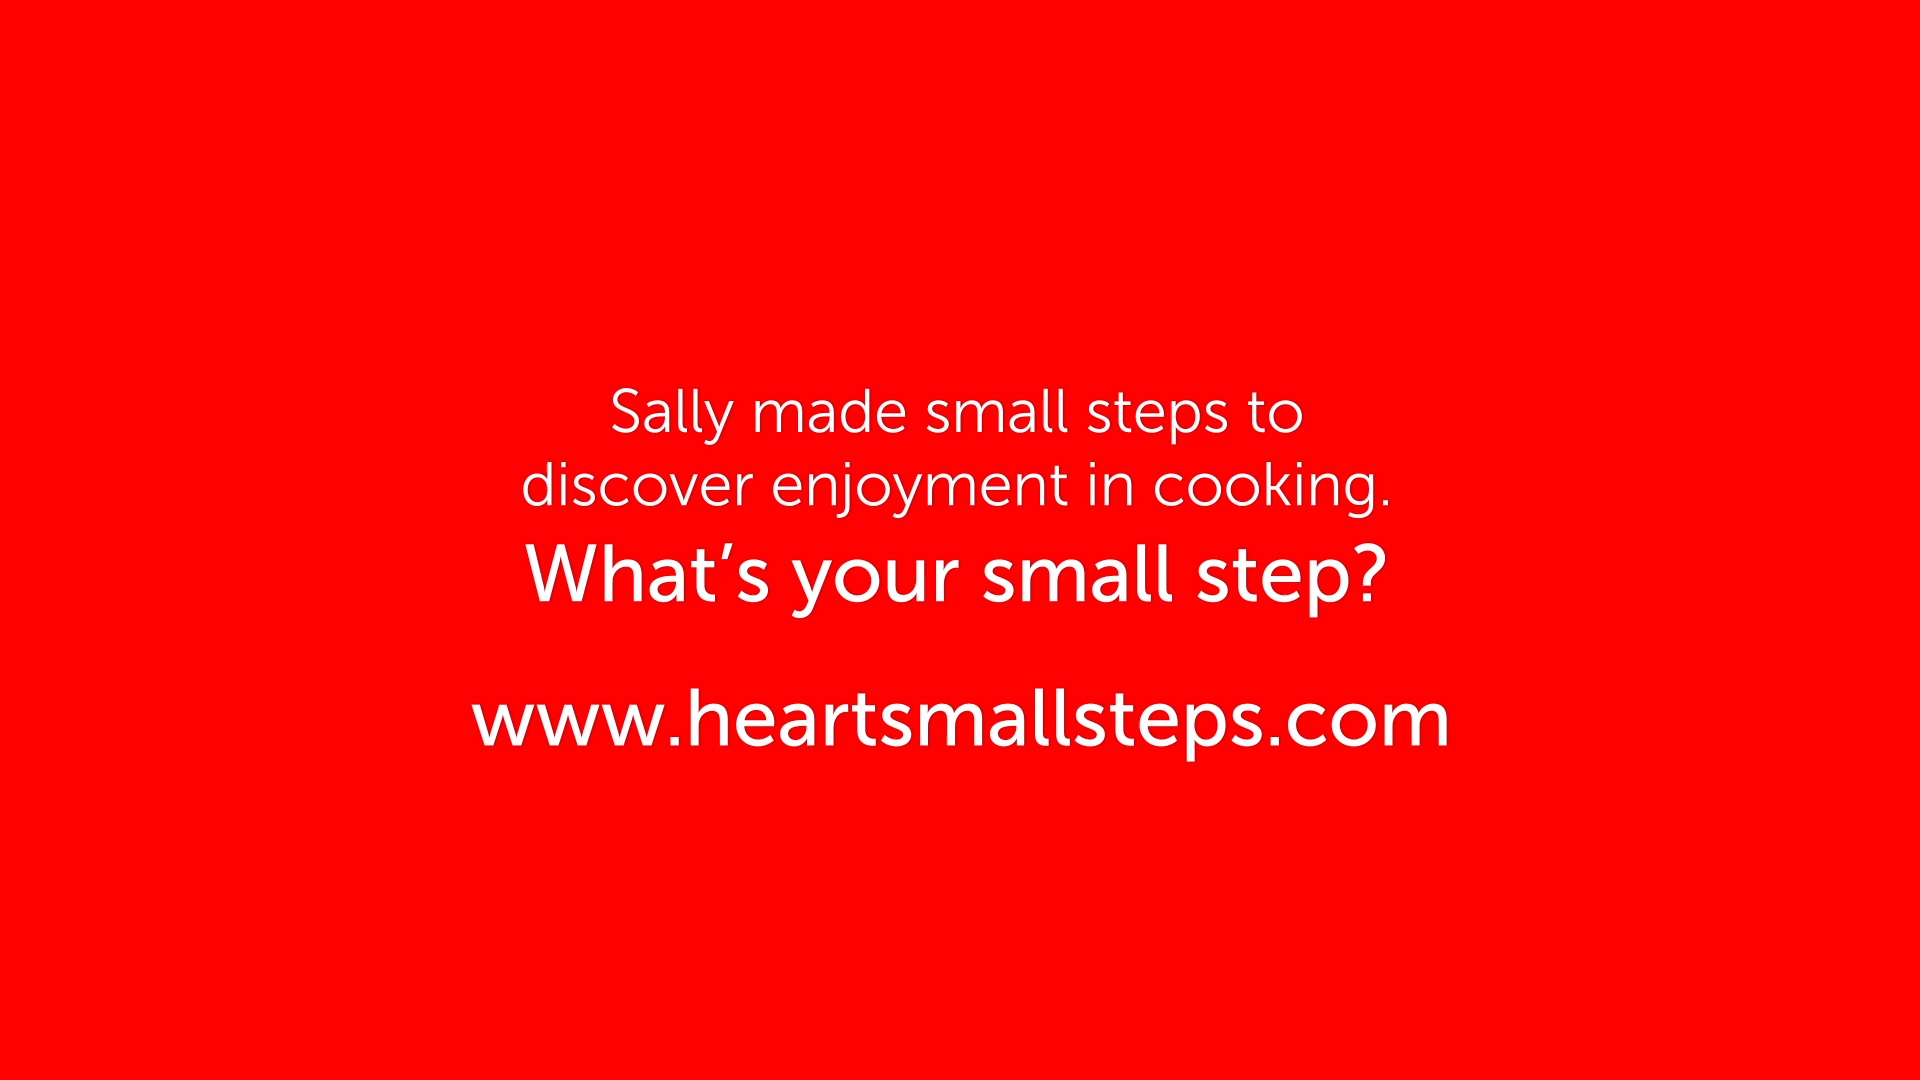 Sally made small steps to
discover enjoyment in cooking.
What’s your small step?
www.heartsmallsteps.com